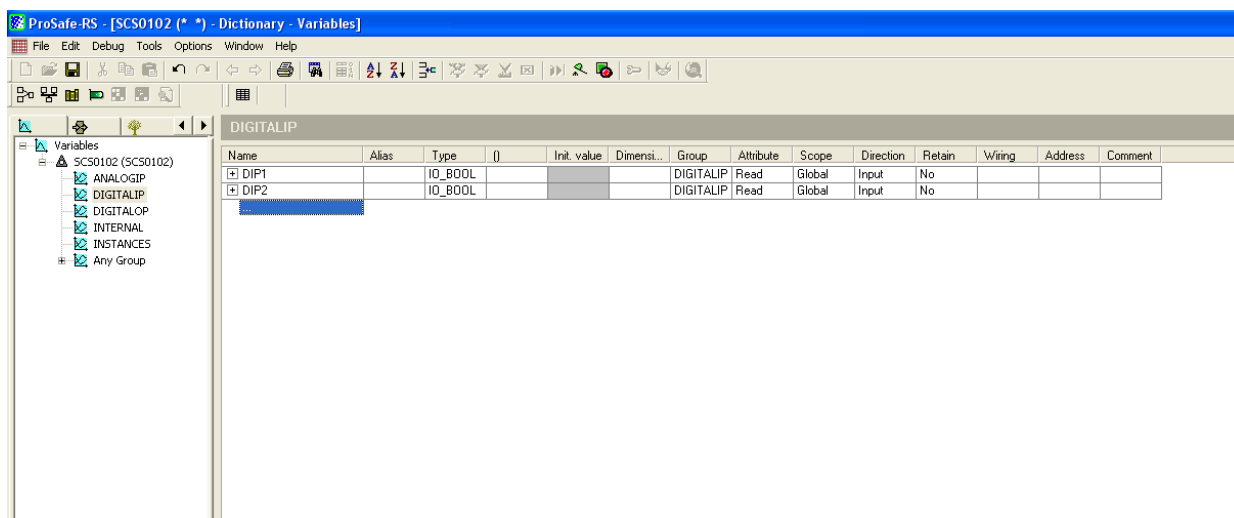 ProSafe-RS - [SCS0102 (* *) - Dictionary - Variables]
File Edit Debug Tools Options Window Help
DIGITALIP
Variables
SCS0102 (SCS0102)
ANALOGIP
DIGITALIP
DIGITALOP
INTERNAL
INSTANCES
Any Group
Name Alias Type () Init. value Dimensi... Group Attribute Scope Direction Retain Wiring Address Comment
DIP1 IO_BOOL DIGITALIP Read Global Input No
DIP2 IO_BOOL DIGITALIP Read Global Input No
...